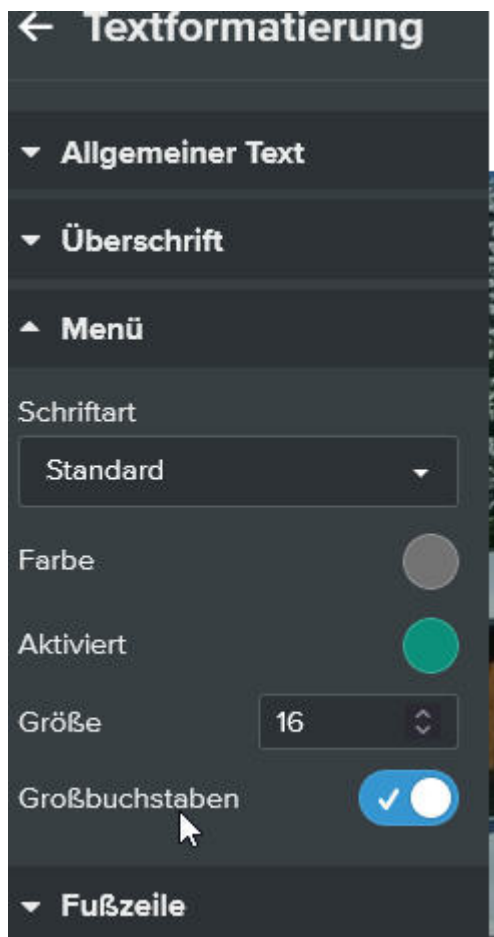 Textformatierung
Allgemeiner Text
Überschrift
Menü
Schriftart
Standard
Farbe
Aktiviert
Größe 16
Großbuchstaben
Fußzeile